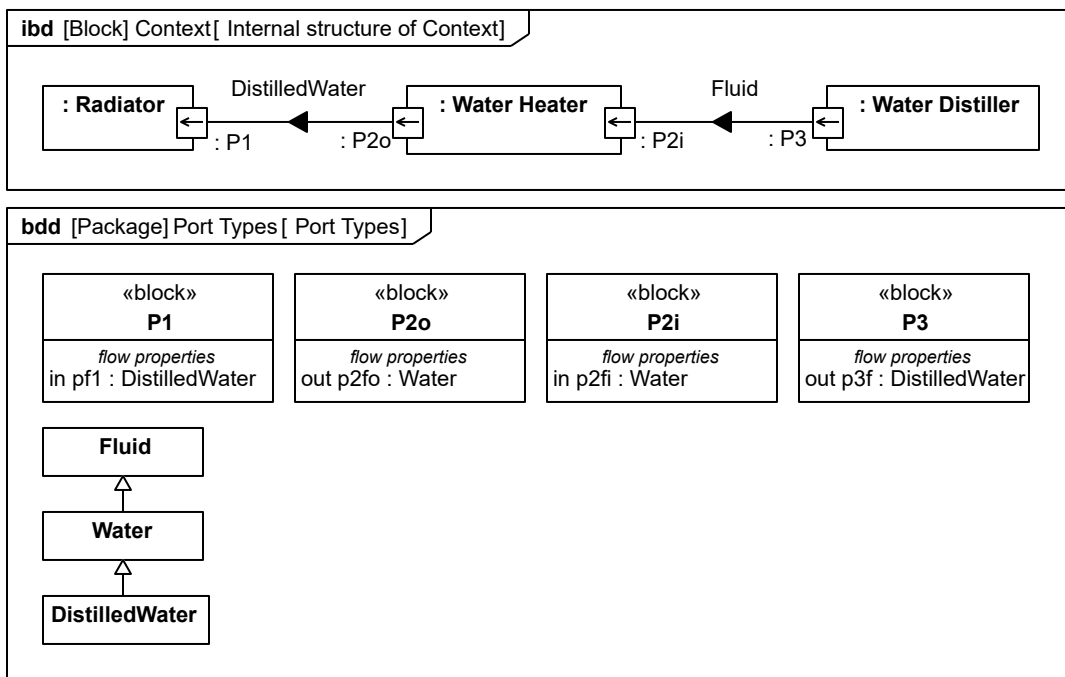 ibd [Block] Context[ Internal structure of Context]
DistilledWater
Fluid
: Radiator
: Water Heater
: Water Distiller
: P1
: P2o
: P2i
: P3
bdd [Package] Port Types [ Port Types]
«block»
P1
flow properties
in pf1 : DistilledWater
«block»
P2o
flow properties
out p2fo : Water
«block»
P2i
flow properties
in p2fi : Water
«block»
P3
flow properties
out p3f : DistilledWater
Fluid
Water
DistilledWater